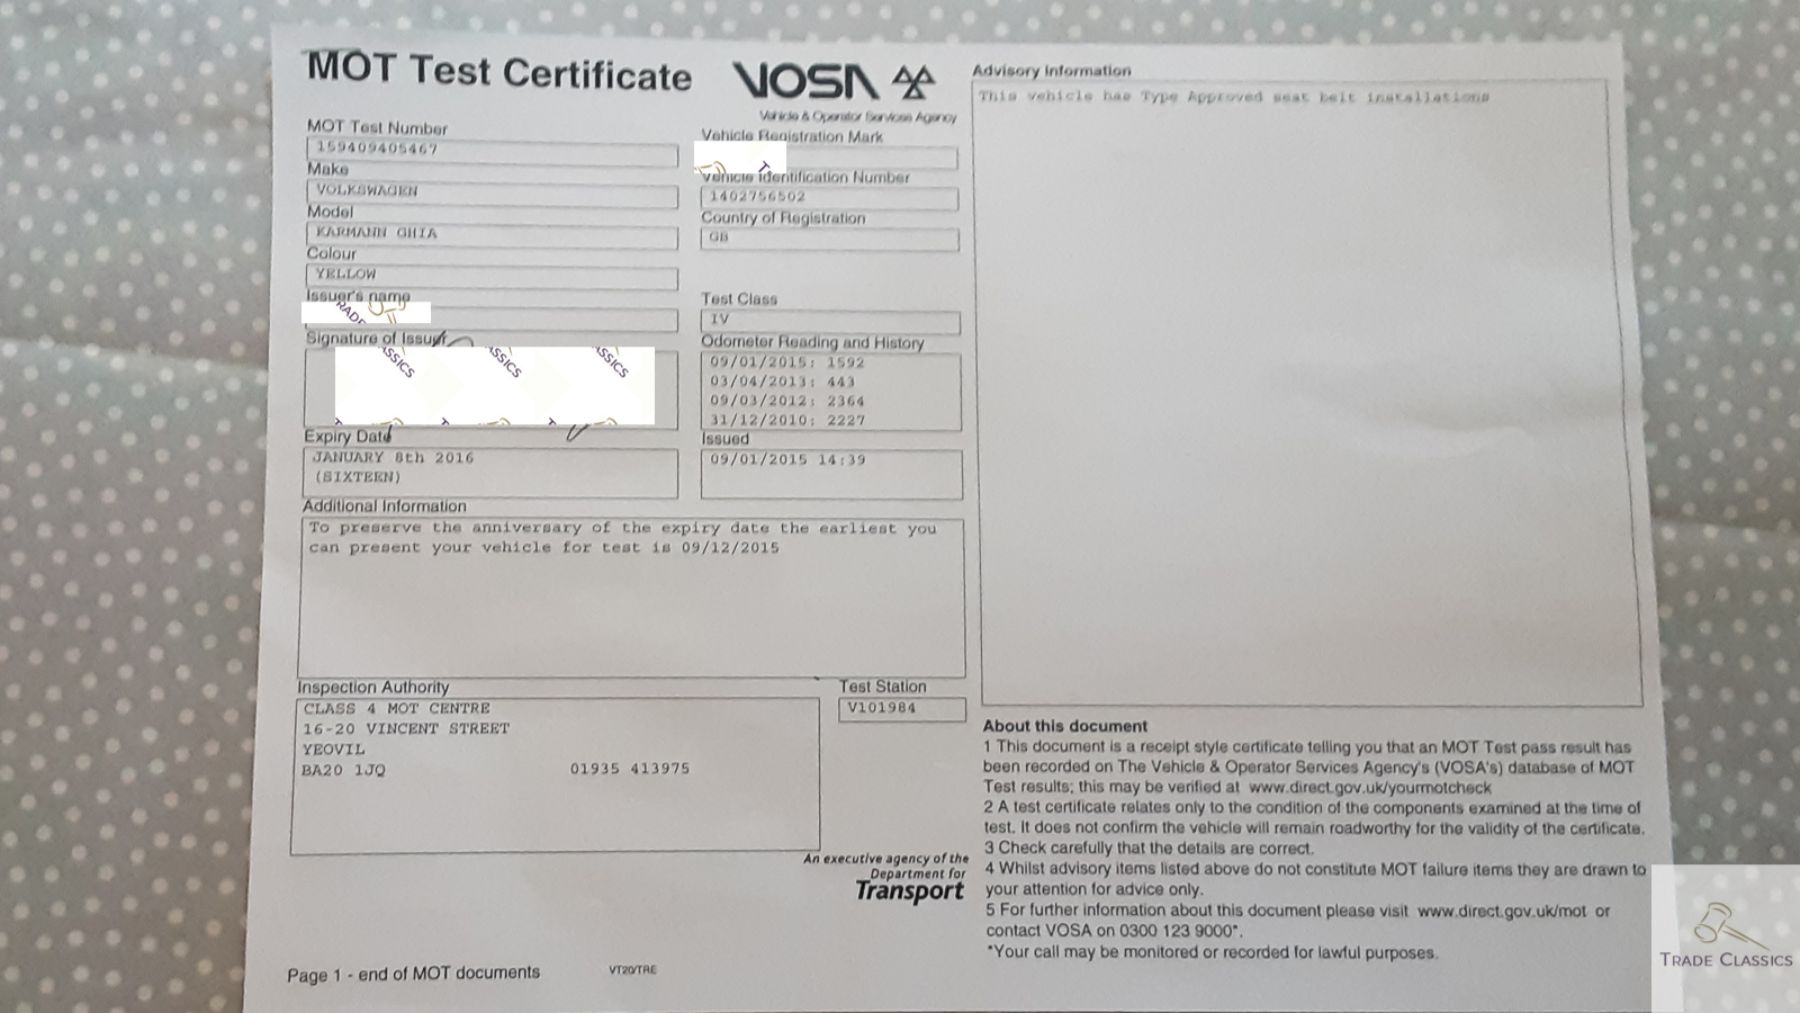 MOT Test Certificate
VOSA
Vehicle & Operator Services Agency
MOT Test Number
159409405467
Vehicle Registration Mark
Make
VOLKSWAGEN
Vehicle Identification Number
1402756502
Model
KARMANN GHIA
Country of Registration
GB
Colour
YELLOW
Issuer's name
Test Class
IV
Signature of Issuer
SSICS SSICS SSICS
Odometer Reading and History
09/01/2015: 1592
03/04/2013: 443
09/03/2012: 2364
31/12/2010: 2227
Expiry Date
JANUARY 8th 2016
(SIXTEEN)
Issued
09/01/2015 14:39
Additional Information
To preserve the anniversary of the expiry date the earliest you
can present your vehicle for test is 09/12/2015
Inspection Authority
CLASS 4 MOT CENTRE
16-20 VINCENT STREET
YEOVIL
BA20 1JQ 01935 413975
Test Station
V101984
An executive agency of the
Department for
Transport
Page 1 - end of MOT documents
VT20/TRE
Advisory Information
This vehicle has Type Approved seat belt installations
About this document
1 This document is a receipt style certificate telling you that an MOT Test pass result has
been recorded on The Vehicle & Operator Services Agency's (VOSA's) database of MOT
Test results; this may be verified at www.direct.gov.uk/yourmotcheck
2 A test certificate relates only to the condition of the components examined at the time of
test. It does not confirm the vehicle will remain roadworthy for the validity of the certificate.
3 Check carefully that the details are correct.
4 Whilst advisory items listed above do not constitute MOT failure items they are drawn to
your attention for advice only.
5 For further information about this document please visit www.direct.gov.uk/mot or
contact VOSA on 0300 123 9000*.
*Your call may be monitored or recorded for lawful purposes.
TRADE CLASSICS